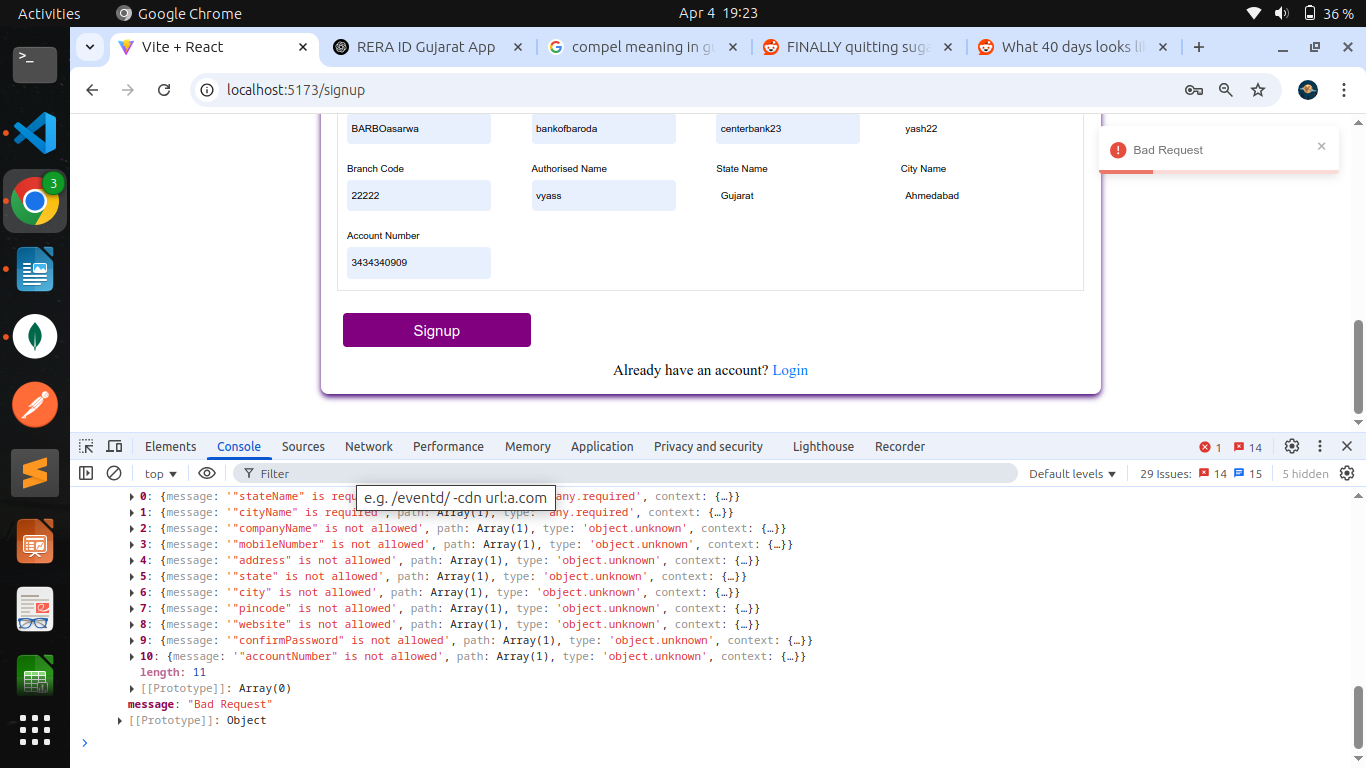 Activities Google Chrome Apr 4 19:23 36 %
Vite + React RERA ID Gujarat App compel meaning in gu FINALLY quitting suga What 40 days looks li
localhost:5173/signup
3
BARBOasarwa bankofbaroda centerbank23 yash22
Bad Request
Branch Code Authorised Name State Name City Name
22222 vyass Gujarat Ahmedabad
Account Number
3434340909
Signup
Already have an account? Login
Elements Console Sources Network Performance Memory Application Privacy and security Lighthouse Recorder 1 14
top Filter Default levels 29 Issues: 14 15 5 hidden
0: {message: '"stateName" is requ any.required', context: {…}}
e.g. /eventd/ -cdn url:a.com
1: {message: '"cityName" is required', path: Array(1), type: 'any.required', context: {…}}
2: {message: '"companyName" is not allowed', path: Array(1), type: 'object.unknown', context: {…}}
3: {message: '"mobileNumber" is not allowed', path: Array(1), type: 'object.unknown', context: {…}}
4: {message: '"address" is not allowed', path: Array(1), type: 'object.unknown', context: {…}}
5: {message: '"state" is not allowed', path: Array(1), type: 'object.unknown', context: {…}}
6: {message: '"city" is not allowed', path: Array(1), type: 'object.unknown', context: {…}}
7: {message: '"pincode" is not allowed', path: Array(1), type: 'object.unknown', context: {…}}
8: {message: '"website" is not allowed', path: Array(1), type: 'object.unknown', context: {…}}
9: {message: '"confirmPassword" is not allowed', path: Array(1), type: 'object.unknown', context: {…}}
10: {message: '"accountNumber" is not allowed', path: Array(1), type: 'object.unknown', context: {…}}
length: 11
[[Prototype]]: Array(0)
message: "Bad Request"
[[Prototype]]: Object